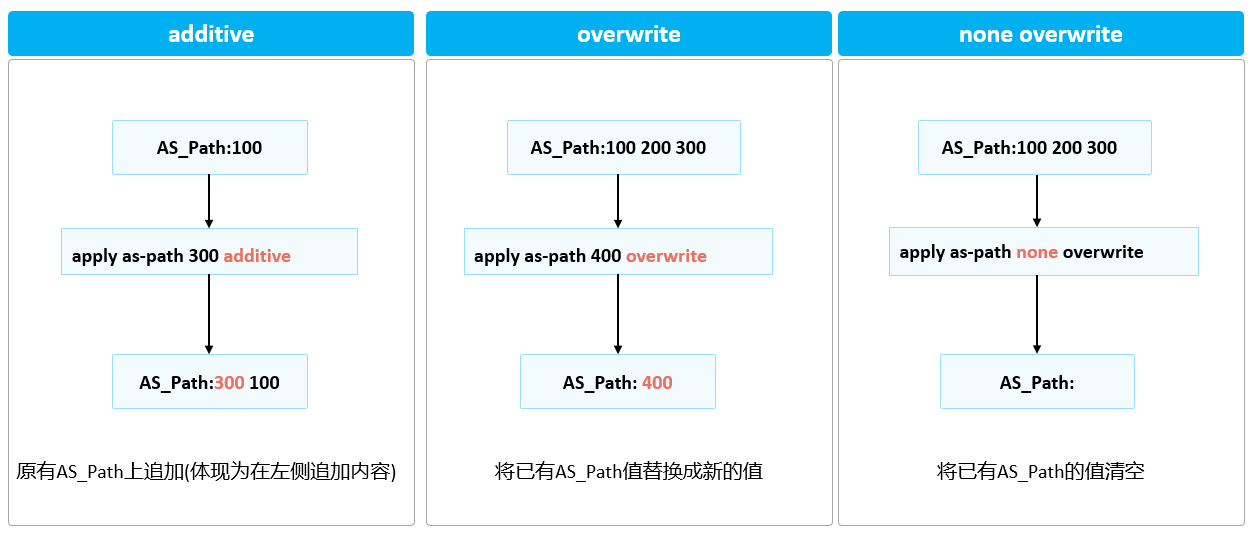 additive
AS_Path:100
apply as-path 300 additive
AS_Path:300 100
原有AS_Path上追加(体现为在左侧追加内容)
overwrite
AS_Path:100 200 300
apply as-path 400 overwrite
AS_Path: 400
将已有AS_Path值替换成新的值
none overwrite
AS_Path:100 200 300
apply as-path none overwrite
AS_Path:
将已有AS_Path的值清空